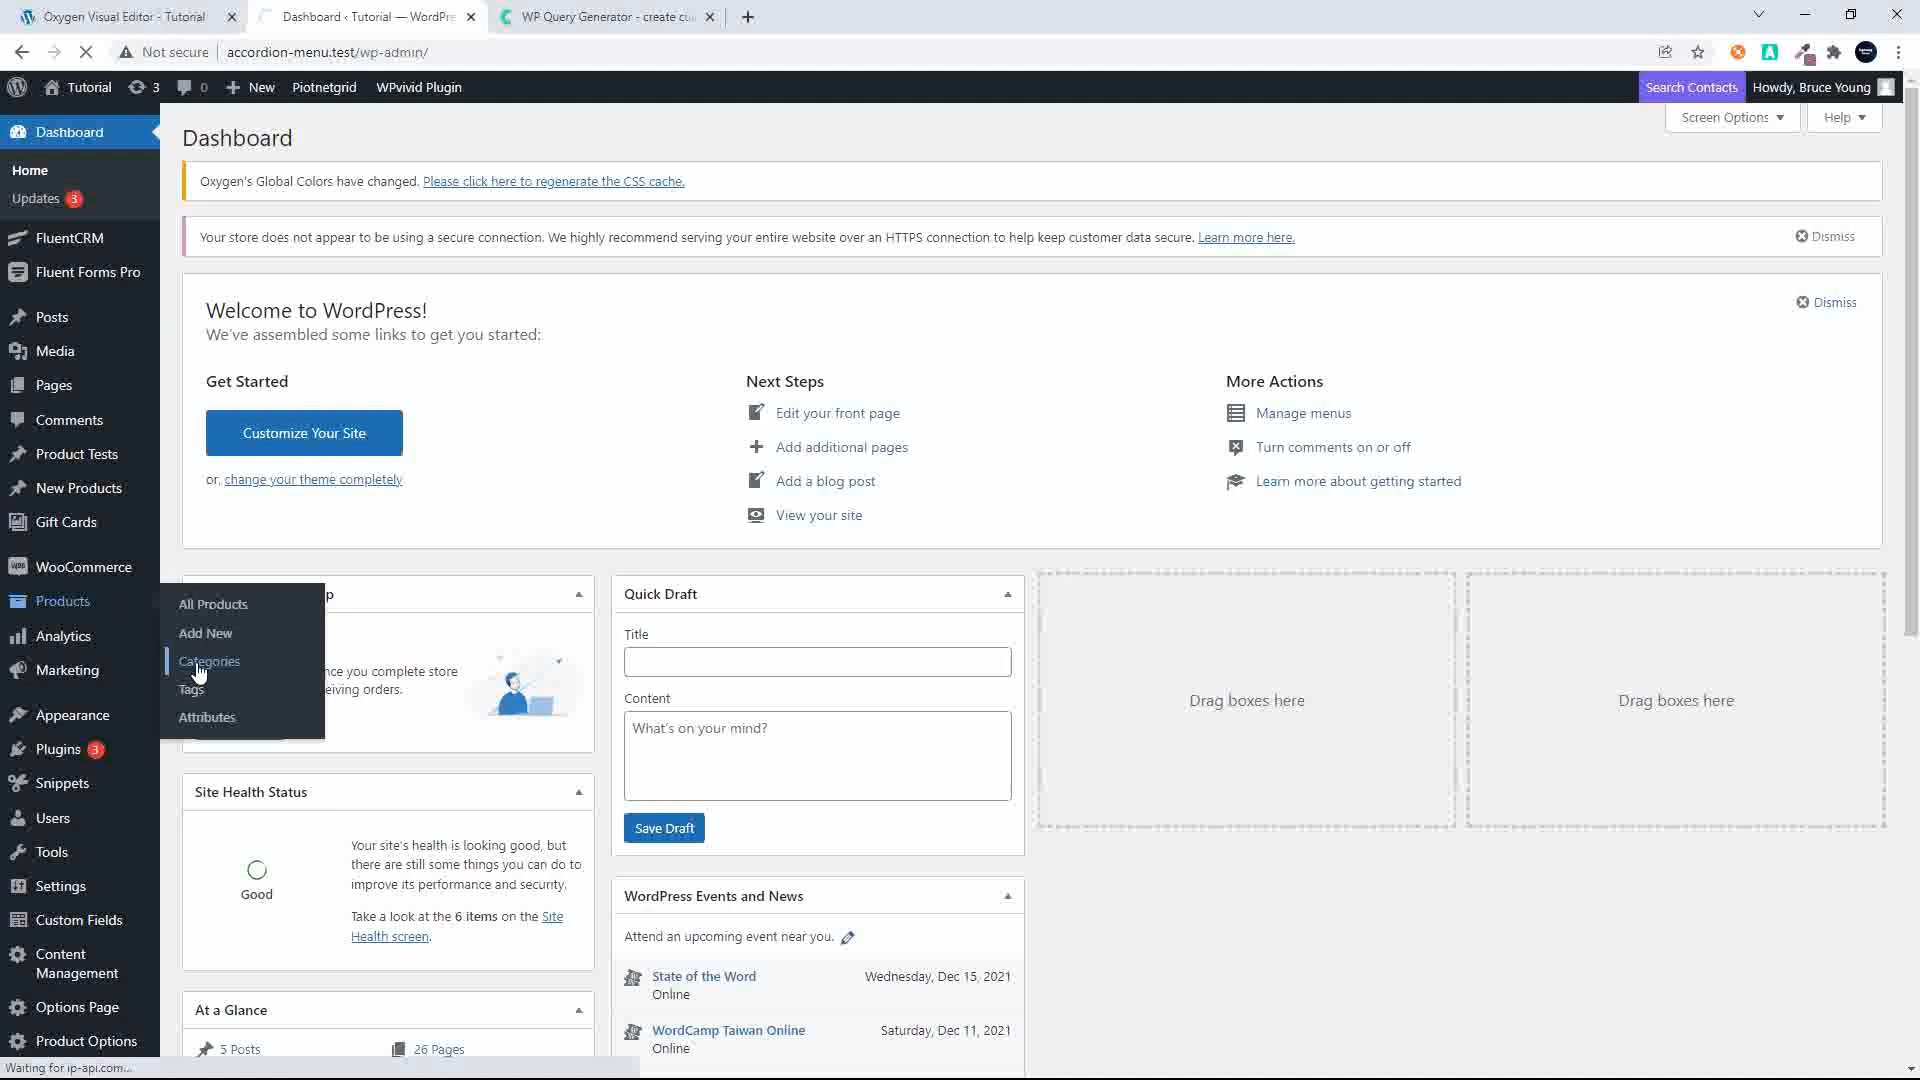 Oxygen Visual Editor - Tutorial
Dashboard ‹ Tutorial — WordPre
WP Query Generator - create cu
Not secure
accordion-menu.test/wp-admin/
Tutorial
3
0
New
Piotnetgrid
WPvivid Plugin
Search Contacts
Howdy, Bruce Young
Dashboard
Home
Updates 3
FluentCRM
Fluent Forms Pro
Posts
Media
Pages
Comments
Product Tests
New Products
Gift Cards
WooCommerce
Products
Analytics
Marketing
Appearance
Plugins 3
Snippets
Users
Tools
Settings
Custom Fields
Content
Management
Options Page
Product Options
All Products
Add New
Categories
Tags
Attributes
Dashboard
Screen Options
Help
Oxygen's Global Colors have changed. Please click here to regenerate the CSS cache.
Your store does not appear to be using a secure connection. We highly recommend serving your entire website over an HTTPS connection to help keep customer data secure. Learn more here.
Dismiss
Welcome to WordPress!
We've assembled some links to get you started:
Dismiss
Get Started
Customize Your Site
or, change your theme completely
Next Steps
Edit your front page
Add additional pages
Add a blog post
View your site
More Actions
Manage menus
Turn comments on or off
Learn more about getting started
p
nce you complete store
eiving orders.
Site Health Status
Good
Your site's health is looking good, but
there are still some things you can do to
improve its performance and security.
Take a look at the 6 items on the Site
Health screen.
At a Glance
5 Posts
26 Pages
Quick Draft
Title
Content
What's on your mind?
Save Draft
WordPress Events and News
Attend an upcoming event near you.
State of the Word
Wednesday, Dec 15, 2021
Online
WordCamp Taiwan Online
Saturday, Dec 11, 2021
Online
Drag boxes here
Drag boxes here
Waiting for ip-api.com...